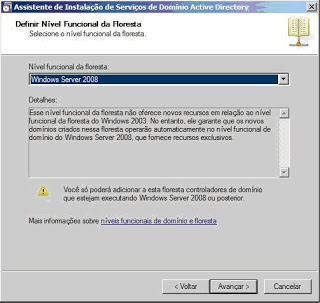 Assistente de Instalação de Serviços de Domínio Active Directory
Definir Nível Funcional da Floresta
Selecione o nível funcional da floresta.
Nível funcional da floresta:
Windows Server 2008
Detalhes:
Esse nível funcional da floresta não oferece novos recursos em relação ao nível
funcional da floresta do Windows 2003. No entanto, ele garante que os novos
domínios criados nessa floresta operarão automaticamente no nível funcional de
domínio do Windows Server 2008, que fornece recursos exclusivos.
Você só poderá adicionar a esta floresta controladores de domínio
que estejam executando Windows Server 2008 ou posterior.
Mais informações sobre níveis funcionais de domínio e floresta
< Voltar Avançar > Cancelar